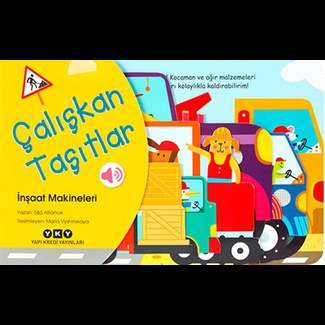 Kocaman ve ağır malzemeleri
kolaylıkla kaldırabilirim!
Çalışkan
Taşıtlar
İnşaat Makineleri
Yazan: S&S Alliance
Resimleyen: Maria Vyshinskaya
YKY
YAPI KREDİ YAYINLARI